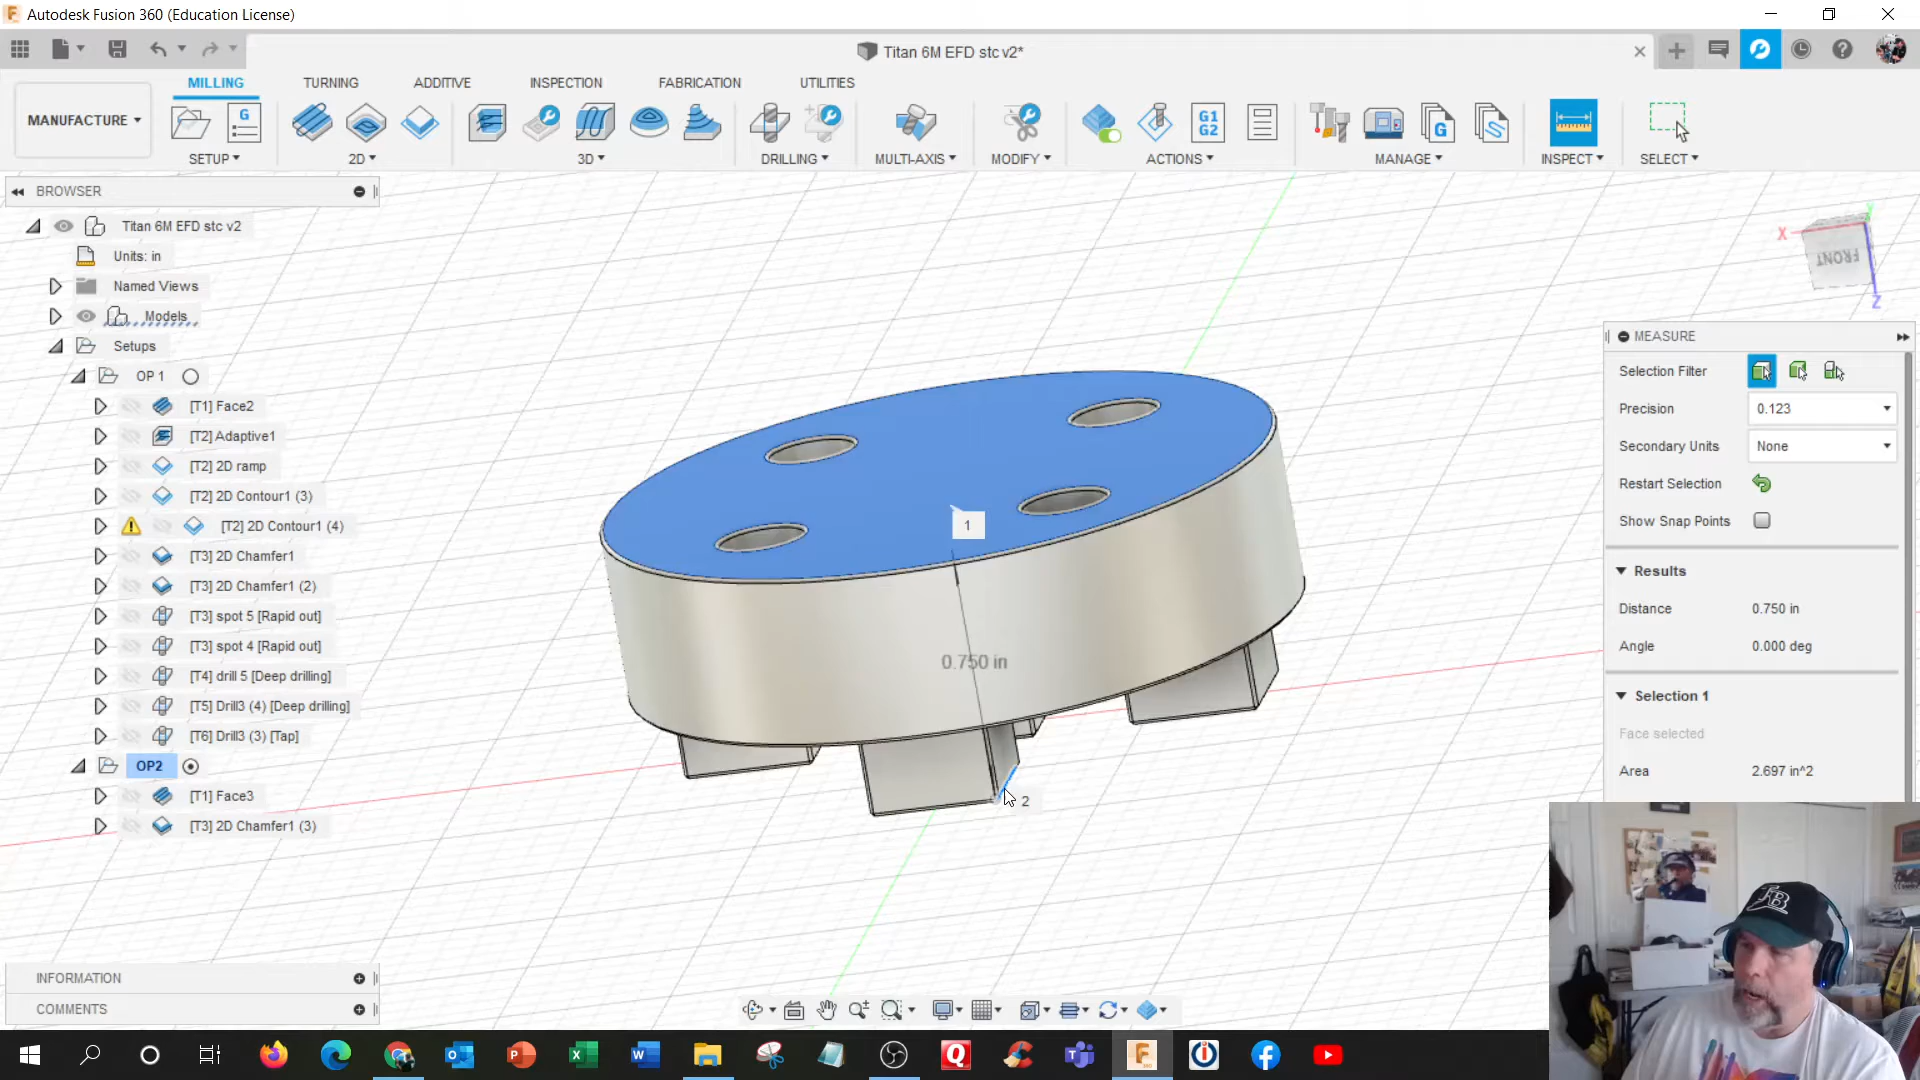 Autodesk Fusion 360 (Education License)
Titan 6M EFD stc v2*
MILLING TURNING ADDITIVE INSPECTION FABRICATION UTILITIES
MANUFACTURE
G
G1
G2
G
SETUP 2D 3D DRILLING MULTI-AXIS MODIFY ACTIONS MANAGE INSPECT SELECT
BROWSER
Titan 6M EFD stc v2
Units: in
Named Views
Models
Setups
OP 1
[T1] Face2
[T2] Adaptive1
[T2] 2D ramp
[T2] 2D Contour1 (3)
[T2] 2D Contour1 (4)
[T3] 2D Chamfer1
[T3] 2D Chamfer1 (2)
[T3] spot 5 [Rapid out]
[T3] spot 4 [Rapid out]
[T4] drill 5 [Deep drilling]
[T5] Drill3 (4) [Deep drilling]
[T6] Drill3 (3) [Tap]
OP2
[T1] Face3
[T3] 2D Chamfer1 (3)
INFORMATION
COMMENTS
1
0.750 in
2
X
Y
FRONT
Z
MEASURE
Selection Filter
Precision 0.123
Secondary Units None
Restart Selection
Show Snap Points
Results
Distance 0.750 in
Angle 0.000 deg
Selection 1
Face selected
Area 2.697 in^2